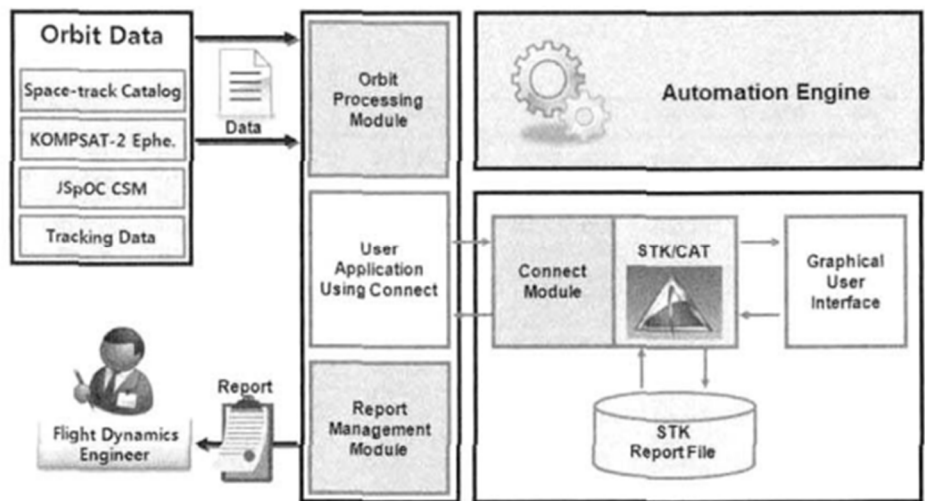 Orbit Data
Space-track Catalog
KOMPSAT-2 Ephe.
JSpOC CSM
Tracking Data
Data
Orbit
Processing
Module
User
Application
Using Connect
Report
Management
Module
Automation Engine
Connect
Module
STK/CAT
Graphical
User
Interface
STK
Report File
Report
Flight Dynamics
Engineer